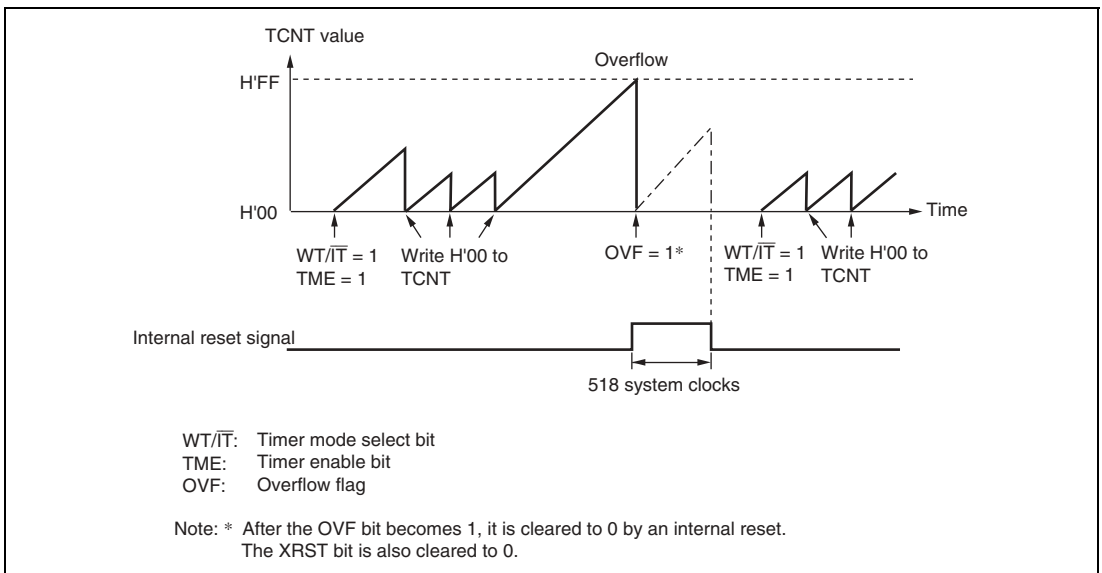 TCNT value
Overflow
H'FF
H'00
Time
WT/IT = 1
TME = 1
Write H'00 to
TCNT
OVF = 1*
WT/IT = 1
TME = 1
Write H'00 to
TCNT
Internal reset signal
518 system clocks
WT/IT: Timer mode select bit
TME: Timer enable bit
OVF: Overflow flag
Note: * After the OVF bit becomes 1, it is cleared to 0 by an internal reset.
The XRST bit is also cleared to 0.